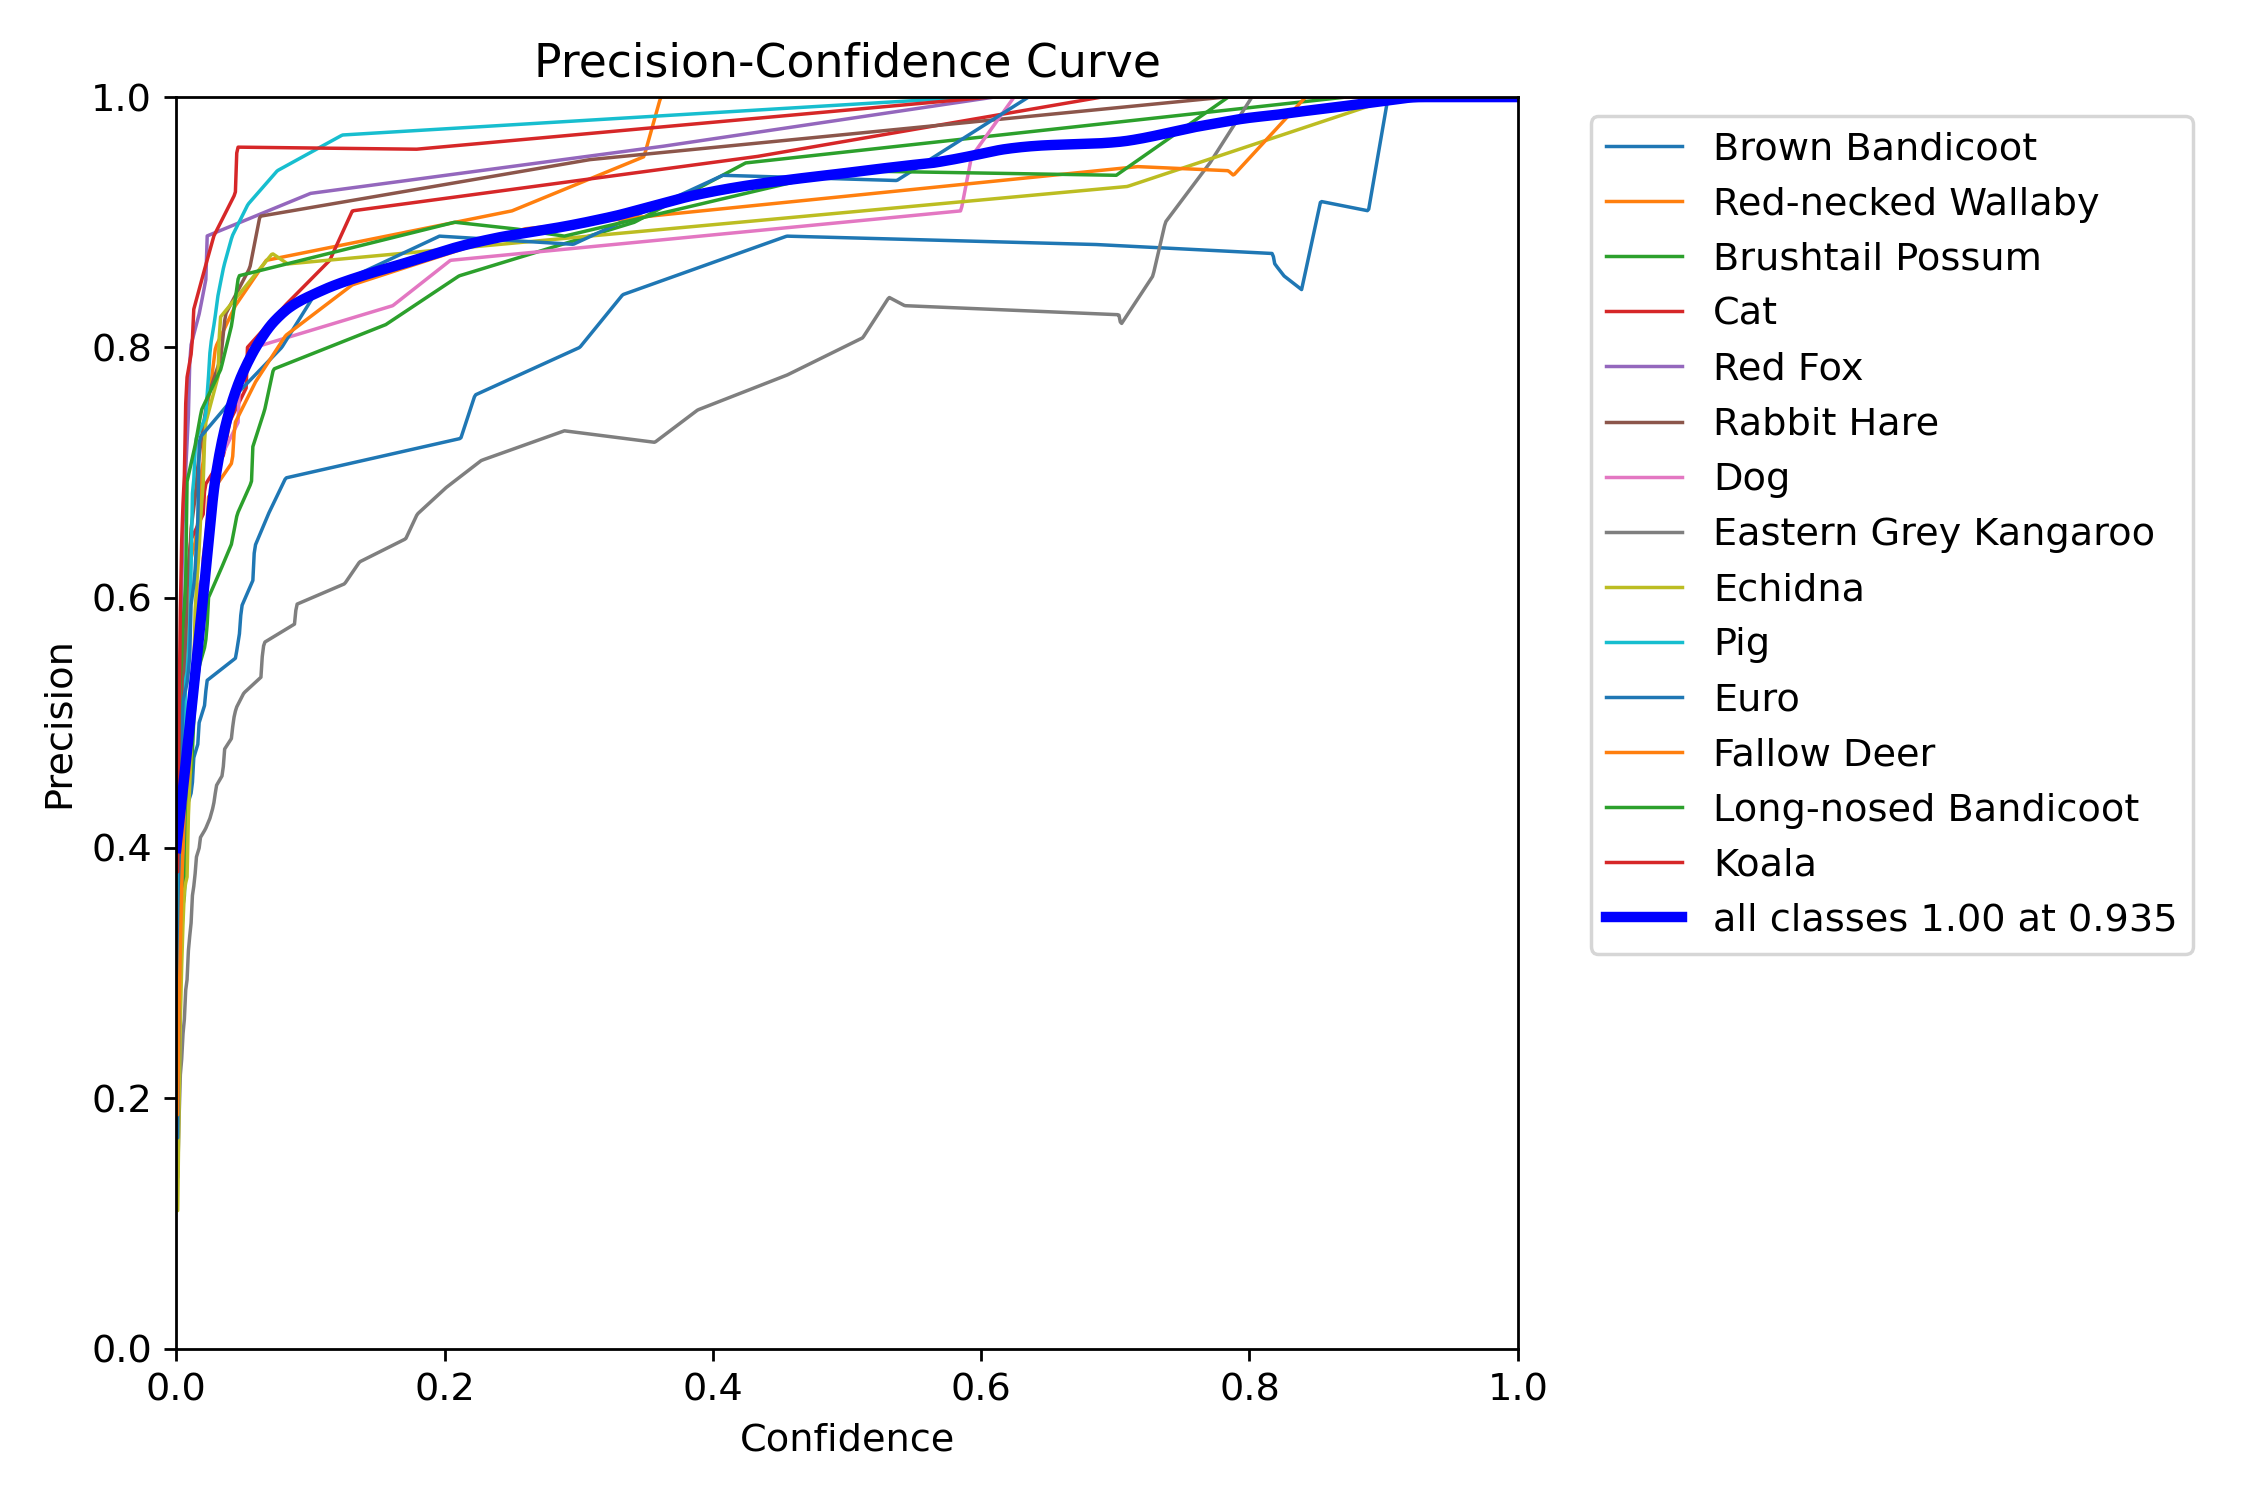 Precision-Confidence Curve
1.0
0.8
0.6
0.4
0.2
0.0
Precision
0.0 0.2 0.4 0.6 0.8 1.0
Confidence
Brown Bandicoot
Red-necked Wallaby
Brushtail Possum
Cat
Red Fox
Rabbit Hare
Dog
Eastern Grey Kangaroo
Echidna
Pig
Euro
Fallow Deer
Long-nosed Bandicoot
Koala
all classes 1.00 at 0.935